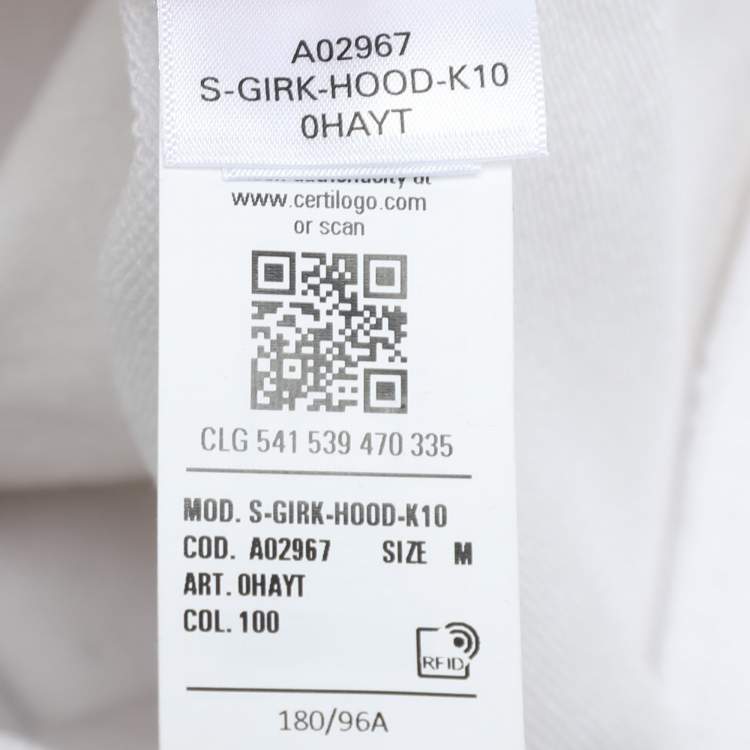 A02967
S-GIRK-HOOD-K10
0HAYT
www.certilogo.com
or scan
CLG 541 539 470 335
MOD. S-GIRK-HOOD-K10
COD. A02967 SIZE M
ART. 0HAYT
COL. 100
RFID
180/96A